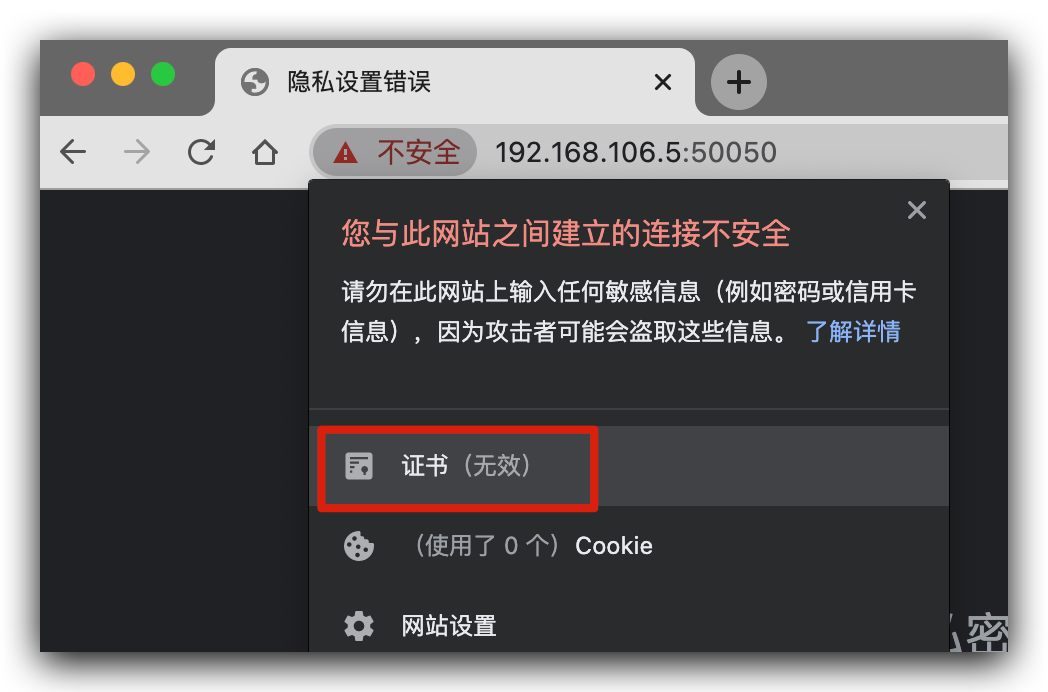 隐私设置错误
不安全 192.168.106.5:50050
您与此网站之间建立的连接不安全
请勿在此网站上输入任何敏感信息（例如密码或信用卡
信息），因为攻击者可能会盗取这些信息。 了解详情
证书（无效）
（使用了 0 个） Cookie
网站设置
密